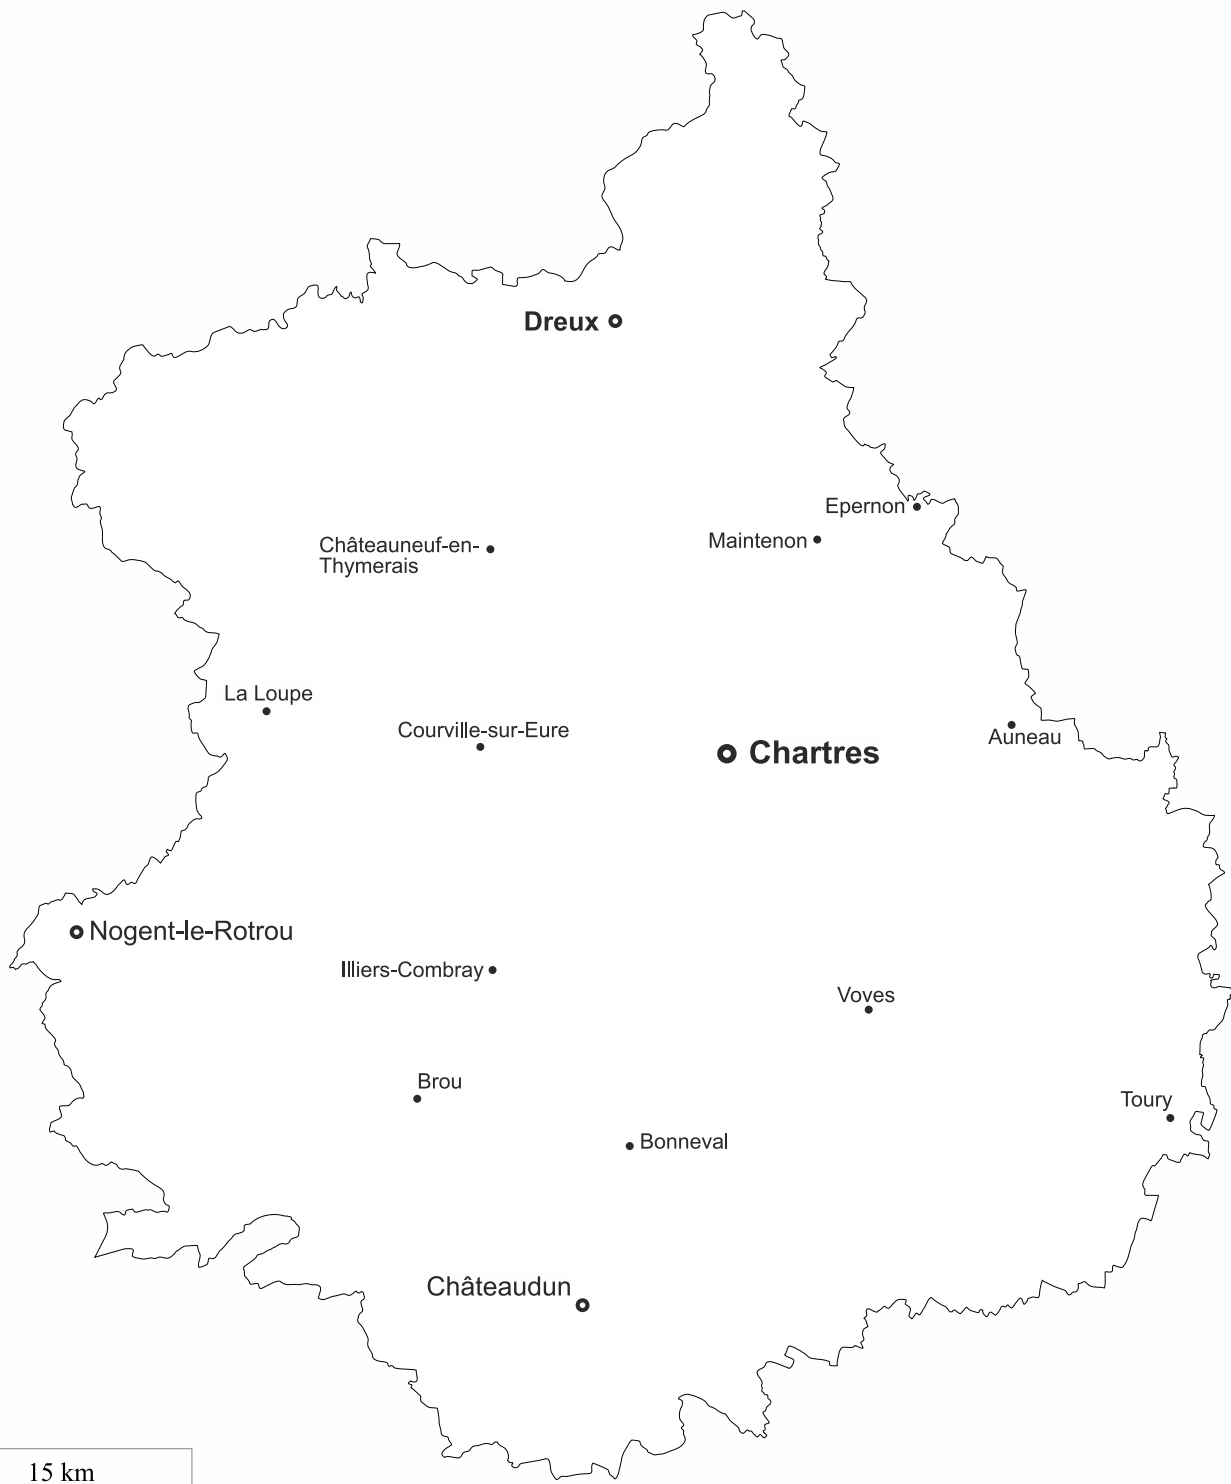 Dreux
Epernon
Maintenon
Châteauneuf-en-
Thymerais
La Loupe
Courville-sur-Eure
Auneau
Chartres
Nogent-le-Rotrou
Illiers-Combray
Voves
Brou
Toury
Bonneval
Châteaudun
15 km